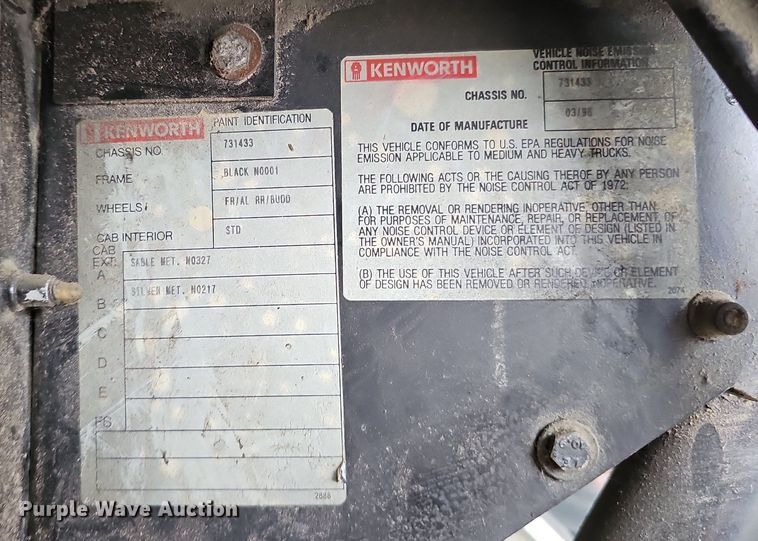 KENWORTH
PAINT IDENTIFICATION
CHASSIS NO. 731433
FRAME BLACK N0001
WHEELS FR/AL RR/BUDD
CAB INTERIOR STD
CAB
EXT.
A SABLE MET. N0327
B SILVER MET. N0217
C
D
E
FS
2888
KENWORTH
VEHICLE NOISE EMISSION
CONTROL INFORMATION
CHASSIS NO. 731433
DATE OF MANUFACTURE 03/96
THIS VEHICLE CONFORMS TO U.S. EPA REGULATIONS FOR NOISE
EMISSION APPLICABLE TO MEDIUM AND HEAVY TRUCKS.
THE FOLLOWING ACTS OR THE CAUSING THEROF BY ANY PERSON
ARE PROHIBITED BY THE NOISE CONTROL ACT OF 1972:
(A) THE REMOVAL OR RENDERING INOPERATIVE, OTHER THAN
FOR PURPOSES OF MAINTENANCE, REPAIR, OR REPLACEMENT, OF
ANY NOISE CONTROL DEVICE OR ELEMENT OF DESIGN (LISTED IN
THE OWNER'S MANUAL) INCORPORATED INTO THIS VEHICLE IN
COMPLIANCE WITH THE NOISE CONTROL ACT.
(B) THE USE OF THIS VEHICLE AFTER SUCH DEVICE OR ELEMENT
OF DESIGN HAS BEEN REMOVED OR RENDERED INOPERATIVE.
2074
10.9
Purple Wave Auction